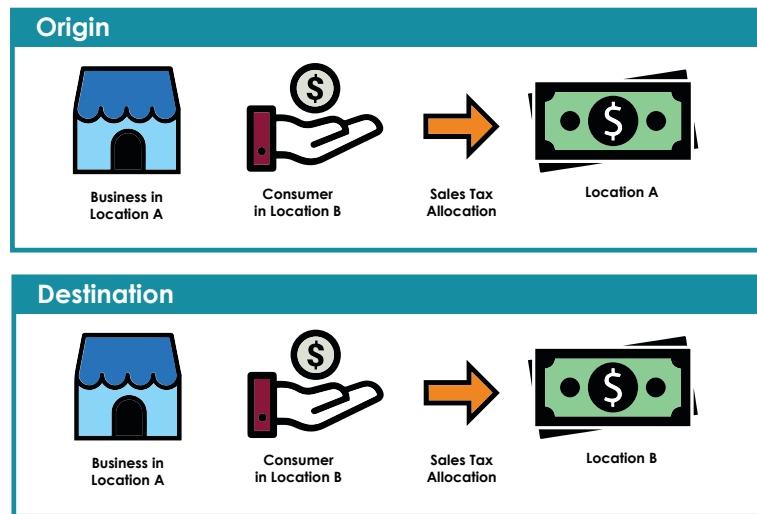 Origin
$
$
Business in
Location A
Consumer
in Location B
Sales Tax
Allocation
Location A
Destination
$
$
Business in
Location A
Consumer
in Location B
Sales Tax
Allocation
Location B